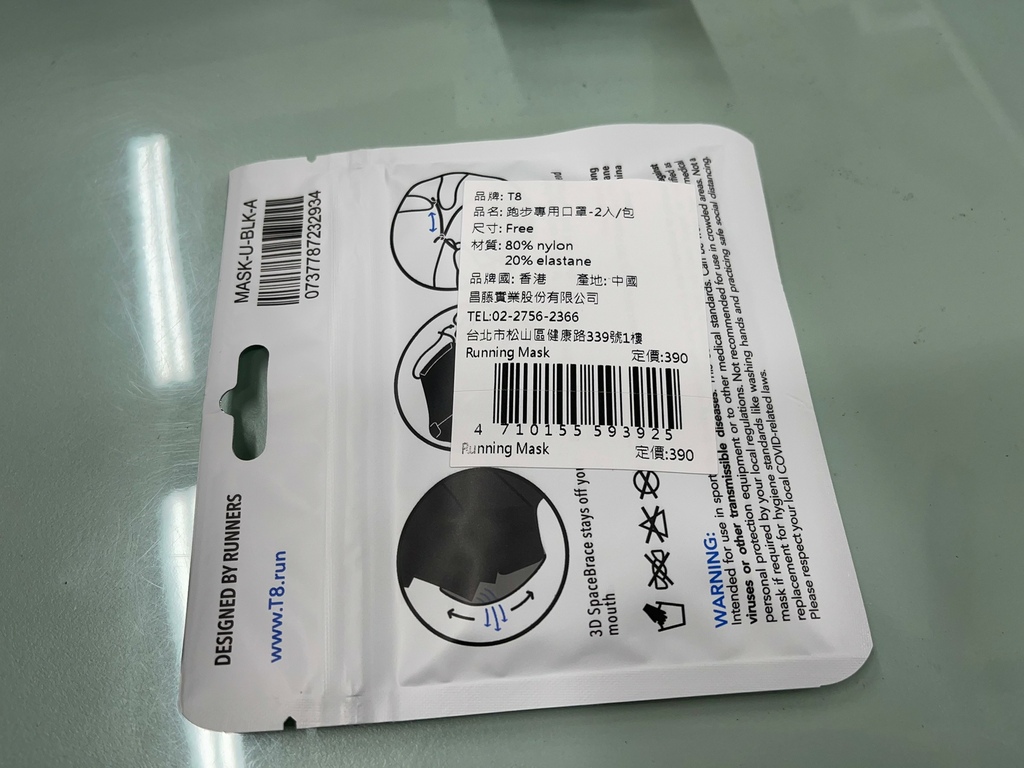 品牌: T8
品名: 跑步專用口罩-2入/包
尺寸: Free
材質: 80% nylon
20% elastane
品牌國: 香港 產地: 中國
昌藤實業股份有限公司
TEL:02-2756-2366
台北市松山區健康路339號1樓
Running Mask 定價:390
4 710155 593925
Running Mask 定價:390
MASK-U-BLK-A
0737787232934
DESIGNED BY RUNNERS
www.T8.run
3D SpaceBrace stays off you
mouth
WARNING:
Intended for use in sport
viruses or other transmissible diseases.
personal protection equipment or to other medical standards. Can be
mask if required by your local regulations. Not recommended for use in crowded areas. Not a
replacement for hygiene standards like washing hands and practicing safe social distancing.
Please respect your local COVID-related laws.